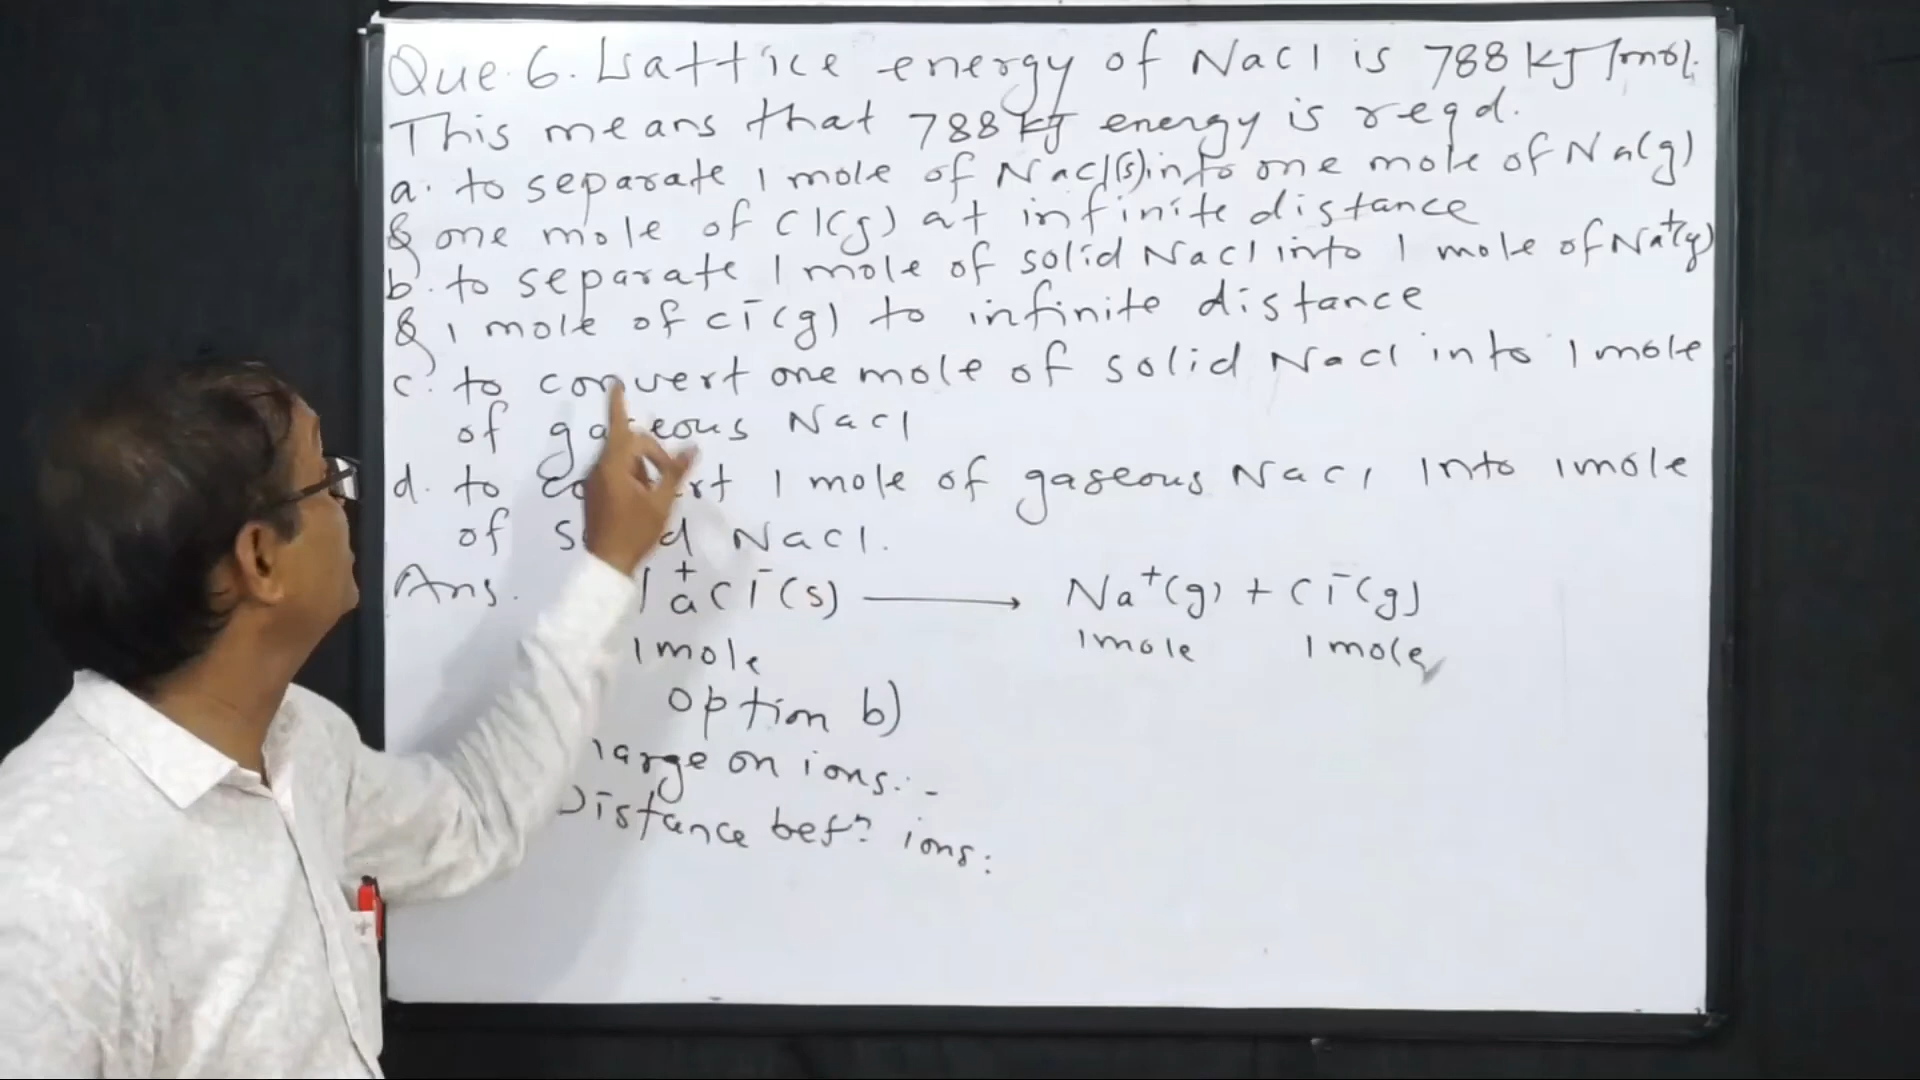 Que. 6. Lattice energy of NaCl is 788 kJ/mol.
This means that 788 kJ energy is reqd.
a. to separate 1 mole of NaCl(s) into one mole of Na(g)
& one mole of Cl(g) at infinite distance
b. to separate 1 mole of solid NaCl into 1 mole of Na⁺(g)
& 1 mole of Cl⁻(g) to infinite distance
c. to convert one mole of solid NaCl into 1 mole
of gaseous NaCl
d. to 1 mole of gaseous NaCl into 1 mole
of NaCl.
Ans. a⁺Cl⁻(s) ⟶ Na⁺(g) + Cl⁻(g)
1 mole 1 mole 1 mole
option b)
on ions: -
Distance betn ions: